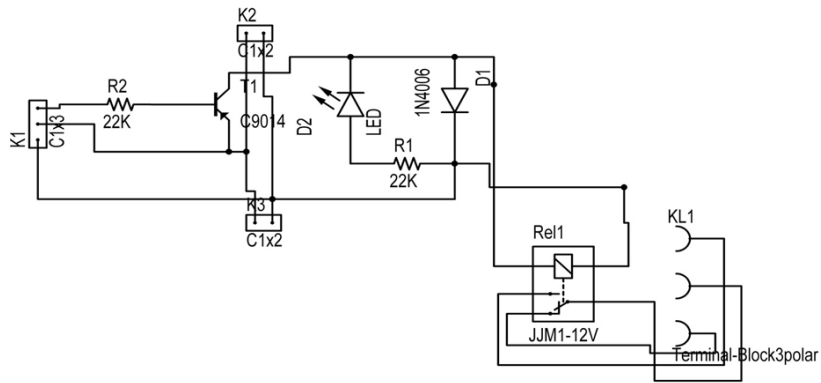 K2
C1x2
R2
22K
T1
C9014
K1
C1x3
D2
LED
1N4006
D1
R1
22K
K3
C1x2
Rel1
JJM1-12V
KL1
Terminal-Block3polar